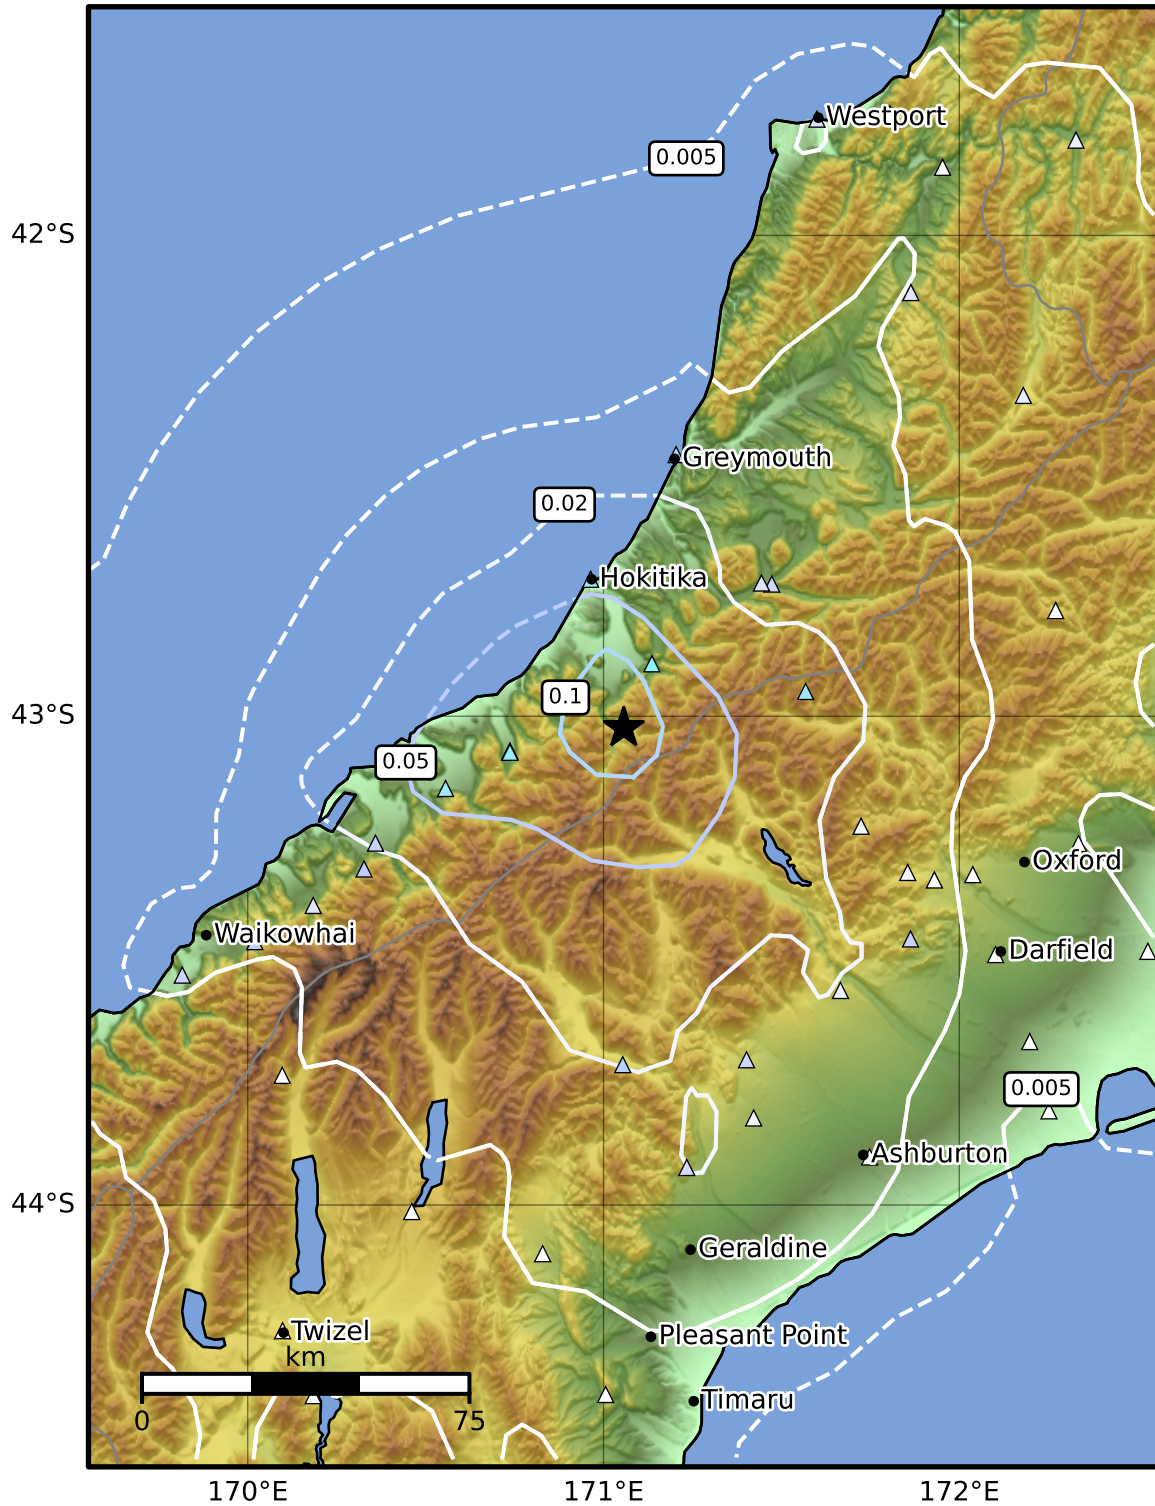 Westport
0.005
42°S
Greymouth
0.02
Hokitika
0.1
43°S
0.05
Oxford
Waikowhai
Darfield
0.005
Ashburton
44°S
Geraldine
Twizel
Pleasant Point
km
Timaru
0 75
170°E 171°E 172°E